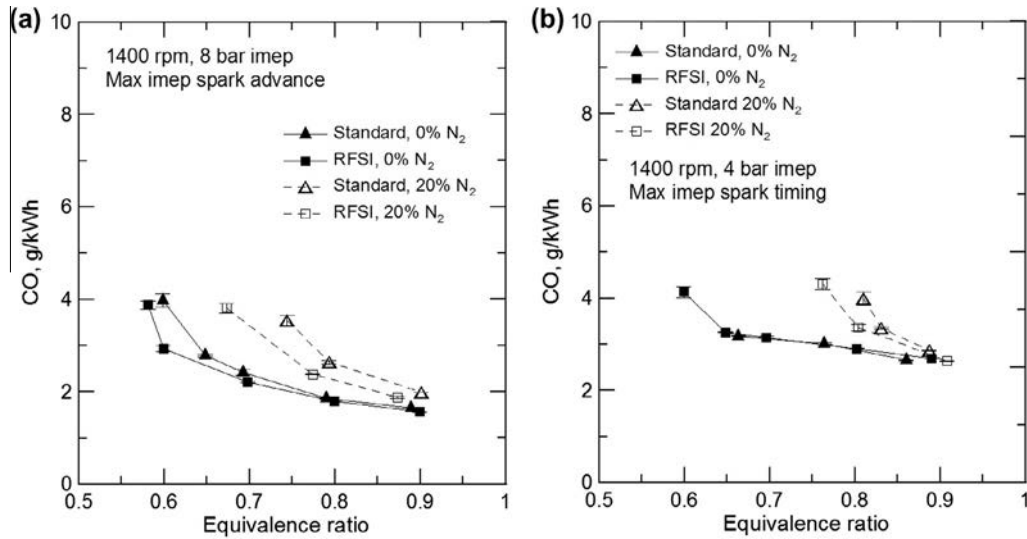 (a)
10
8
6
4
2
0
CO, g/kWh
1400 rpm, 8 bar imep
Max imep spark advance
Standard, 0% N₂
RFSI, 0% N₂
Standard, 20% N₂
RFSI, 20% N₂
0.5 0.6 0.7 0.8 0.9 1
Equivalence ratio
(b)
10
8
6
4
2
0
CO, g/kWh
Standard, 0% N₂
RFSI, 0% N₂
Standard 20% N₂
RFSI 20% N₂
1400 rpm, 4 bar imep
Max imep spark timing
0.5 0.6 0.7 0.8 0.9 1
Equivalence ratio